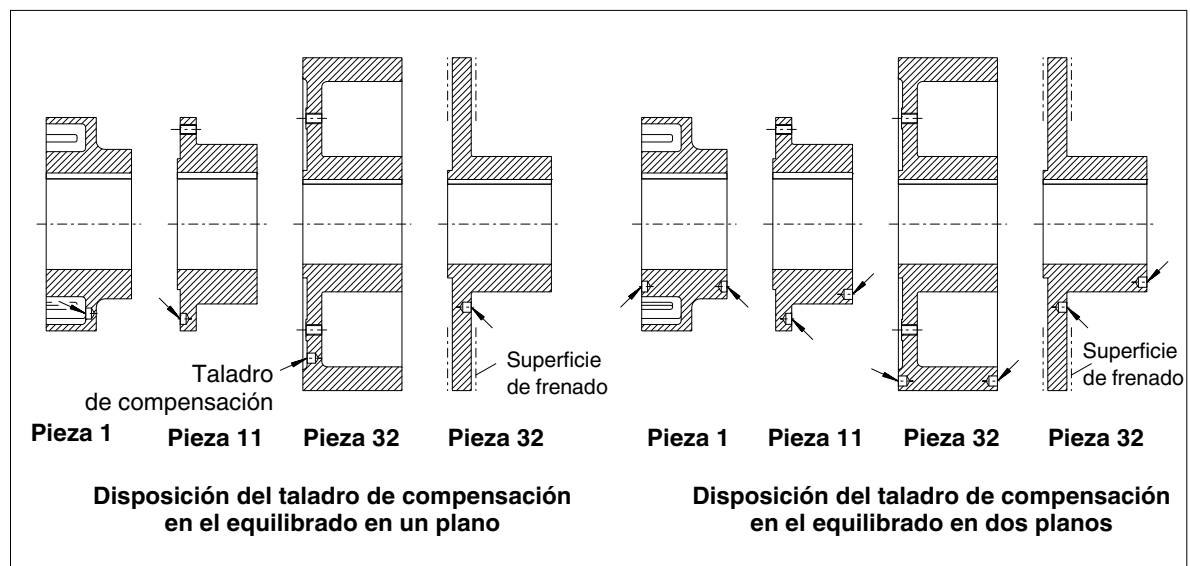 Taladro
de compensación
Superficie
de frenado
Pieza 1
Pieza 11
Pieza 32
Pieza 32
Disposición del taladro de compensación
en el equilibrado en un plano
Superficie
de frenado
Pieza 1
Pieza 11
Pieza 32
Pieza 32
Disposición del taladro de compensación
en el equilibrado en dos planos